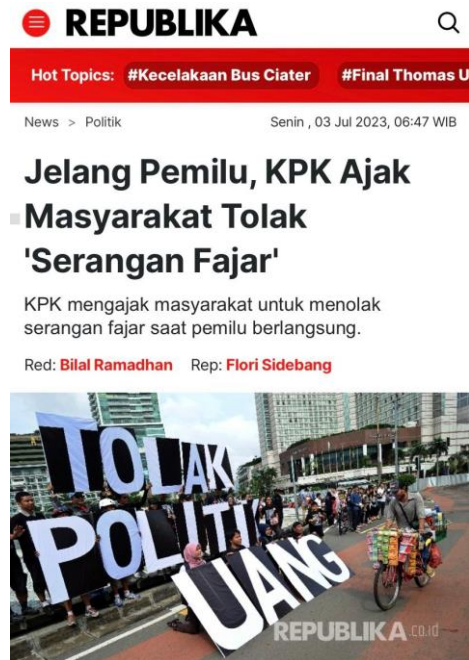 REPUBLIKA
Hot Topics: #Kecelakaan Bus Ciater #Final Thomas U
News > Politik Senin , 03 Jul 2023, 06:47 WIB
Jelang Pemilu, KPK Ajak
Masyarakat Tolak
'Serangan Fajar'
KPK mengajak masyarakat untuk menolak
serangan fajar saat pemilu berlangsung.
Red: Bilal Ramadhan Rep: Flori Sidebang
TOLAK
POLITIK
UANG
REPUBLIKA.co.id